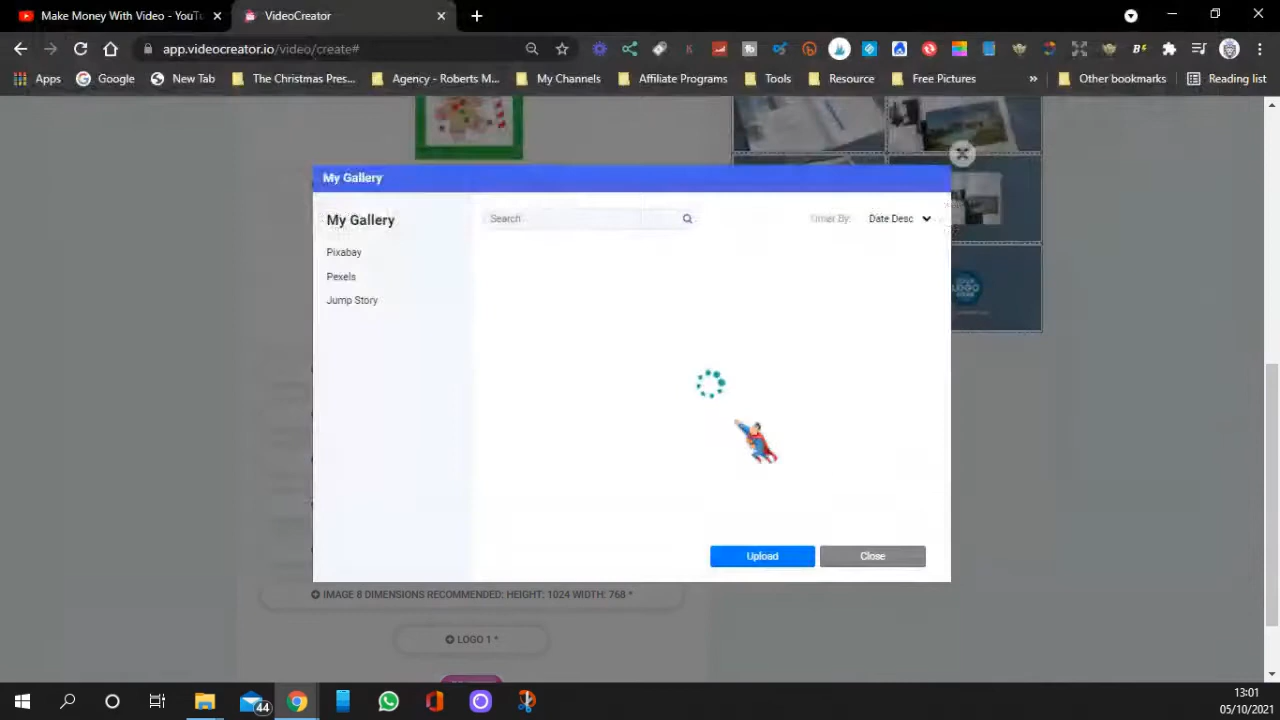 Make Money With Video - YouTu
VideoCreator
app.videocreator.io/video/create#
Apps
Google
New Tab
The Christmas Pres...
Agency - Roberts M...
My Channels
Affiliate Programs
Tools
Resource
Free Pictures
»
Other bookmarks
Reading list
My Gallery
My Gallery
Search
Order By:
Date Desc
Pixabay
Pexels
Jump Story
YOUR
LOGO
HERE
Upload
Close
IMAGE 8 DIMENSIONS RECOMMENDED: HEIGHT: 1024 WIDTH: 768 *
LOGO 1 *
44
13:01
05/10/2021